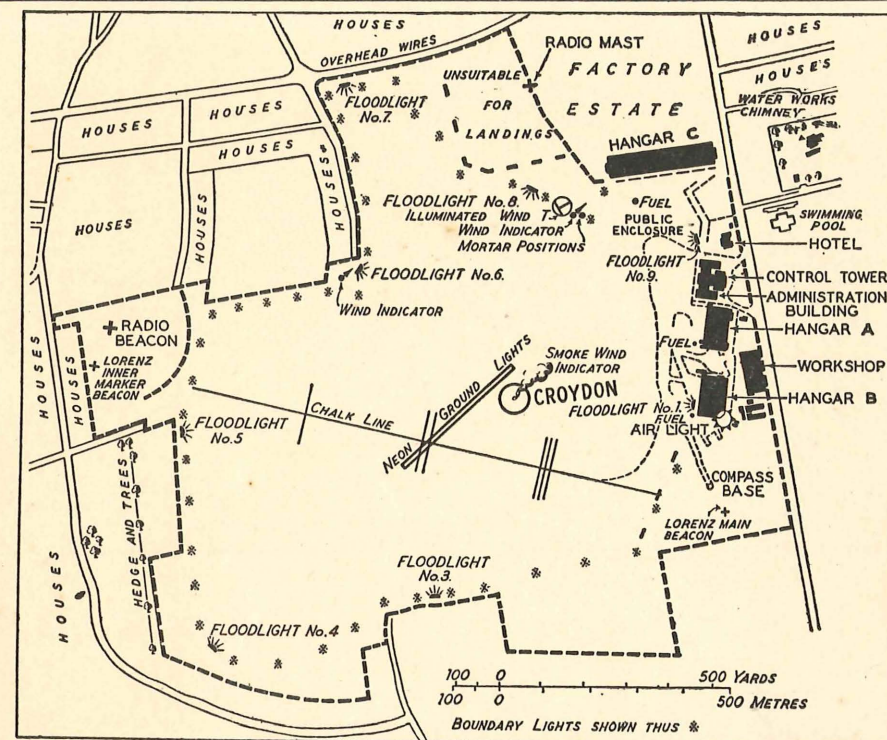 HOUSES
HOUSES
HOUSES
OVERHEAD WIRES
RADIO MAST
FACTORY
ESTATE
UNSUITABLE
FOR
LANDINGS
HOUSES
WATER WORKS
CHIMNEY
FLOODLIGHT
No.7.
HOUSES
HOUSES
HOUSES
HOUSES
HANGAR C
FLOODLIGHT No.8.
ILLUMINATED WIND T
WIND INDICATOR
MORTAR POSITIONS
FUEL
PUBLIC
ENCLOSURE
SWIMMING
POOL
HOTEL
HOUSES
HOUSES
FLOODLIGHT
No.9.
FLOODLIGHT No.6.
WIND INDICATOR
CONTROL TOWER
ADMINISTRATION
BUILDING
HANGAR A
RADIO
BEACON
LORENZ
INNER
MARKER
BEACON
HOUSES
HOUSES
FUEL
WORKSHOP
SMOKE WIND
INDICATOR
CROYDON
NEON GROUND LIGHTS
CHALK LINE
FLOODLIGHT No.1.
FUEL
AIR LIGHT
HANGAR B
FLOODLIGHT
No.5
COMPASS
BASE
LORENZ MAIN
BEACON
HEDGE AND TREES
HOUSES
FLOODLIGHT
No.3.
FLOODLIGHT No.4
100 0 500 YARDS
100 0 500 METRES
BOUNDARY LIGHTS SHOWN THUS